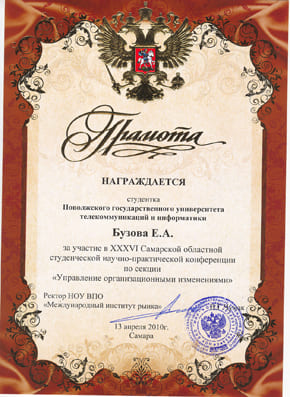 Грамота
НАГРАЖДАЕТСЯ
студентка
Поволжского государственного университета
телекоммуникаций и информатики
Бузова Е.А.
за участие в XXXVI Самарской областной
студенческой научно-практической конференции
по секции
«Управление организационными изменениями»
Ректор НОУ ВПО
«Международный институт рынка»
13 апреля 2010г.
Самара